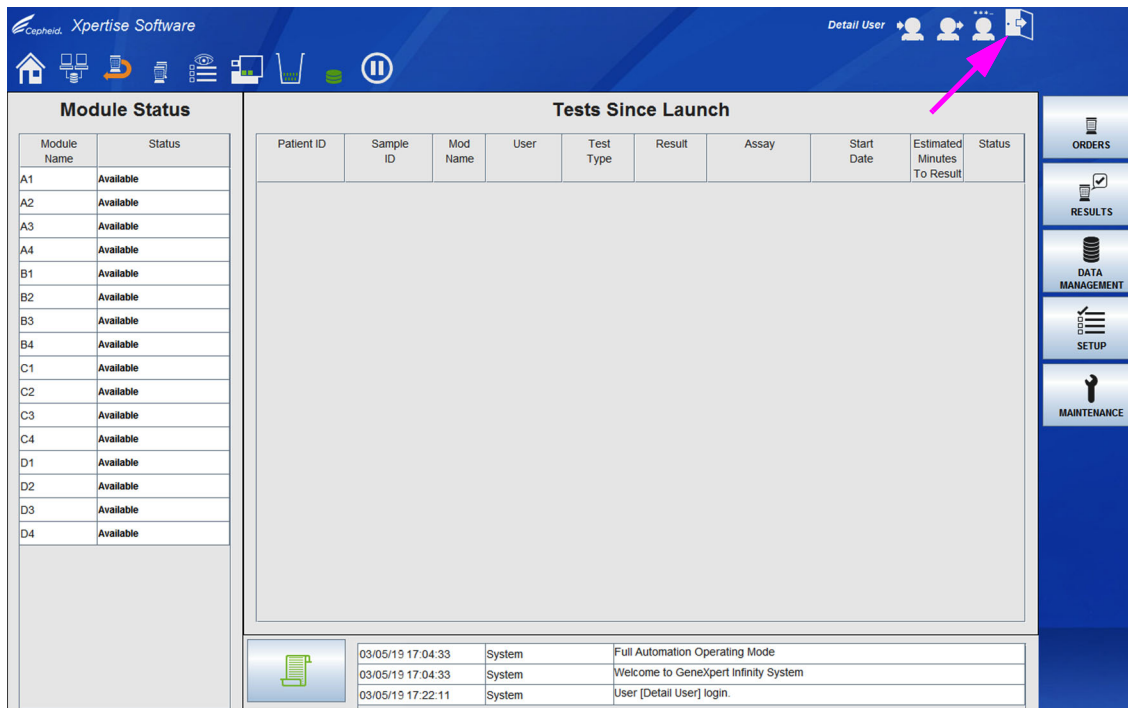 Cepheid. Xpertise Software
Detail User
Module Status
Module Name Status
A1 Available
A2 Available
A3 Available
A4 Available
B1 Available
B2 Available
B3 Available
B4 Available
C1 Available
C2 Available
C3 Available
C4 Available
D1 Available
D2 Available
D3 Available
D4 Available
Tests Since Launch
Patient ID Sample ID Mod Name User Test Type Result Assay Start Date Estimated Minutes To Result Status
03/05/19 17:04:33 System Full Automation Operating Mode
03/05/19 17:04:33 System Welcome to GeneXpert Infinity System
03/05/19 17:22:11 System User [Detail User] login.
ORDERS
RESULTS
DATA
MANAGEMENT
SETUP
MAINTENANCE